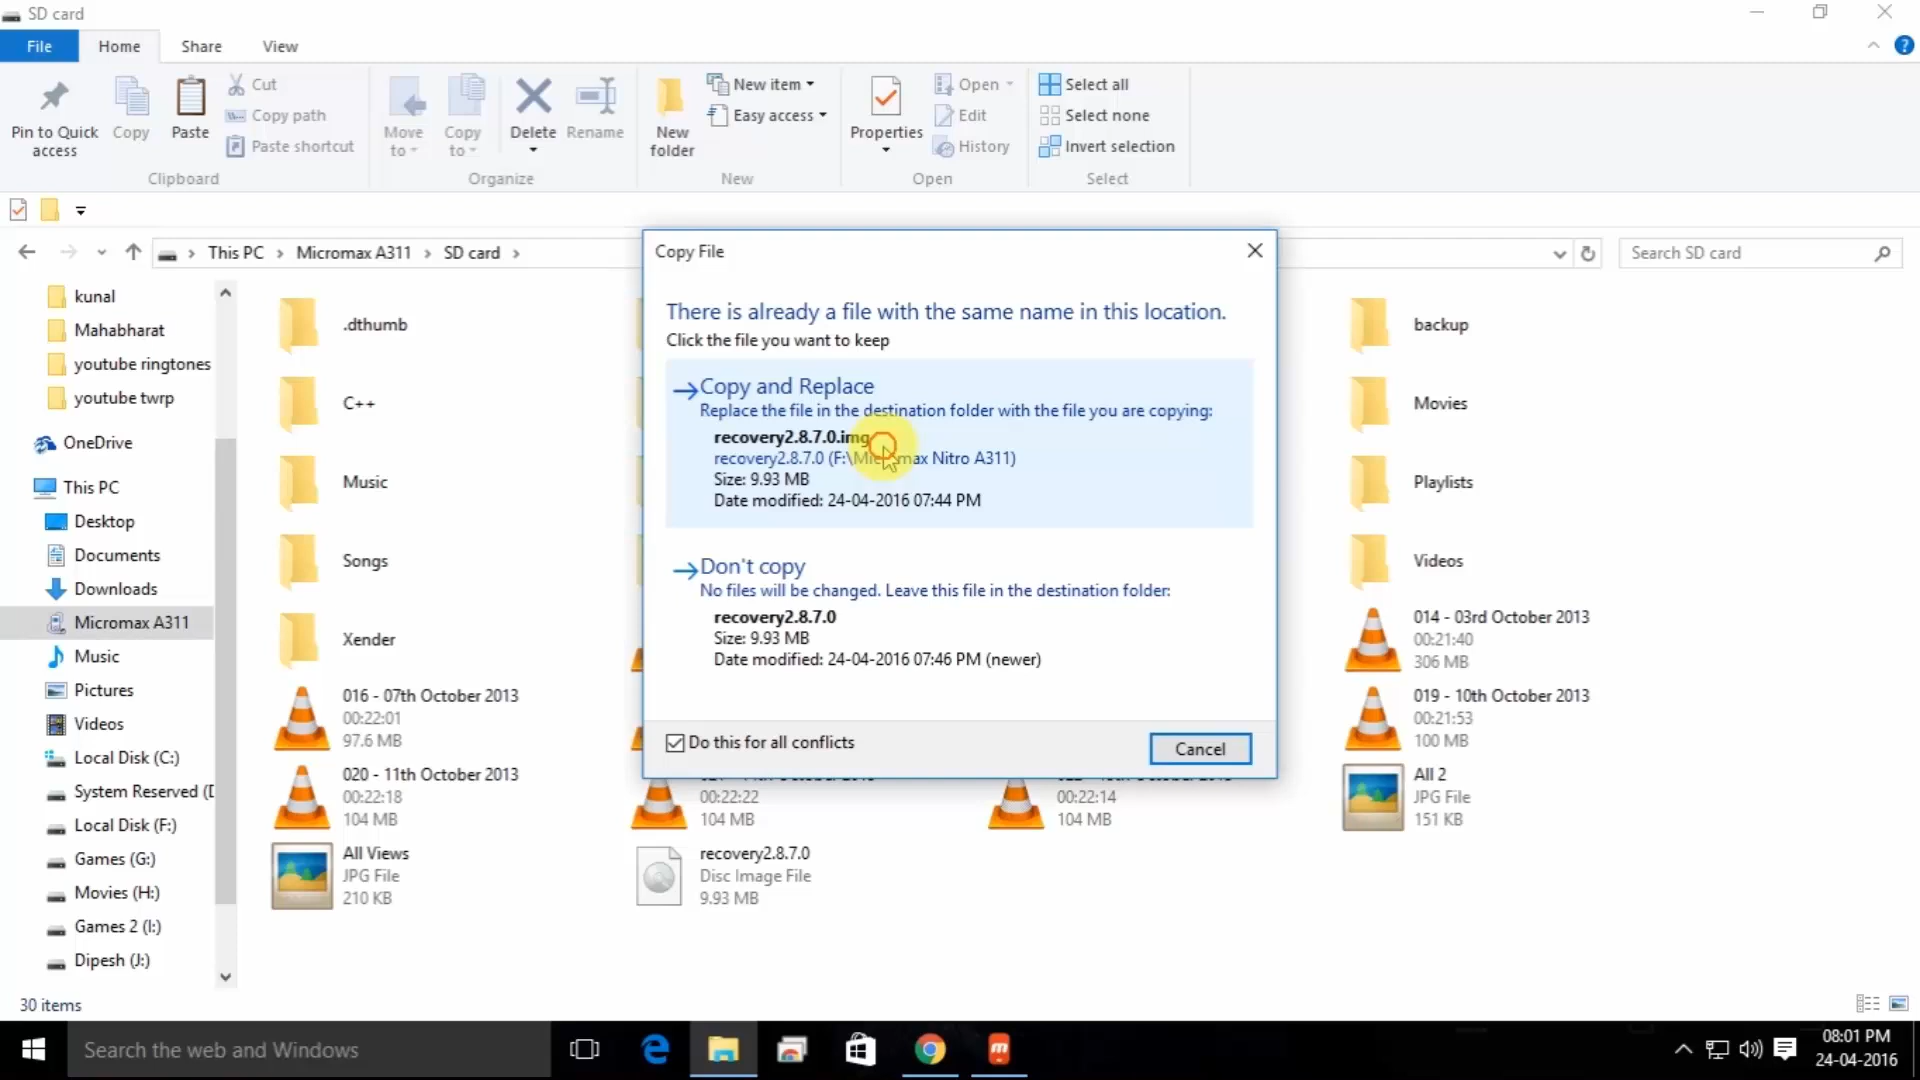 SD card
File
Home
Share
View
Pin to Quick
access
Copy
Paste
Cut
Copy path
Paste shortcut
Clipboard
Move
to
Copy
to
Delete
Rename
Organize
New
folder
New item
Easy access
New
Properties
Open
Edit
History
Open
Select all
Select none
Invert selection
Select
This PC
Micromax A311
SD card
Search SD card
kunal
Mahabharat
youtube ringtones
youtube twrp
OneDrive
This PC
Desktop
Documents
Downloads
Micromax A311
Music
Pictures
Videos
Local Disk (C:)
System Reserved (
Local Disk (F:)
Games (G:)
Movies (H:)
Games 2 (I:)
Dipesh (J:)
.dthumb
backup
C++
Movies
Music
Playlists
Songs
Videos
Xender
014 - 03rd October 2013
00:21:40
306 MB
016 - 07th October 2013
00:22:01
97.6 MB
019 - 10th October 2013
00:21:53
100 MB
020 - 11th October 2013
00:22:18
104 MB
00:22:22
104 MB
00:22:14
104 MB
All 2
JPG File
151 KB
All Views
JPG File
210 KB
recovery2.8.7.0
Disc Image File
9.93 MB
Copy File
There is already a file with the same name in this location.
Click the file you want to keep
Copy and Replace
Replace the file in the destination folder with the file you are copying:
recovery2.8.7.0.img
recovery2.8.7.0 (F:\Micromax Nitro A311)
Size: 9.93 MB
Date modified: 24-04-2016 07:44 PM
Don't copy
No files will be changed. Leave this file in the destination folder:
recovery2.8.7.0
Size: 9.93 MB
Date modified: 24-04-2016 07:46 PM (newer)
Do this for all conflicts
Cancel
30 items
Search the web and Windows
08:01 PM
24-04-2016